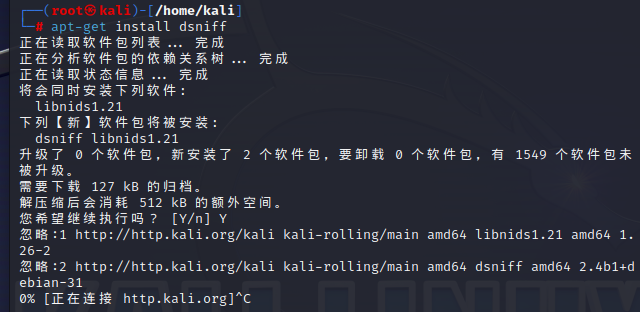 ┌──(root㉿kali)-[/home/kali]
└─# apt-get install dsniff
正在读取软件包列表... 完成
正在分析软件包的依赖关系树... 完成
正在读取状态信息... 完成
将会同时安装下列软件：
  libnids1.21
下列【新】软件包将被安装：
  dsniff libnids1.21
升级了 0 个软件包，新安装了 2 个软件包，要卸载 0 个软件包，有 1549 个软件包未
被升级。
需要下载 127 kB 的归档。
解压缩后会消耗 512 kB 的额外空间。
您希望继续执行吗？ [Y/n] Y
忽略:1 http://http.kali.org/kali kali-rolling/main amd64 libnids1.21 amd64 1.
26-2
忽略:2 http://http.kali.org/kali kali-rolling/main amd64 dsniff amd64 2.4b1+d
ebian-31
0% [正在连接 http.kali.org]^C